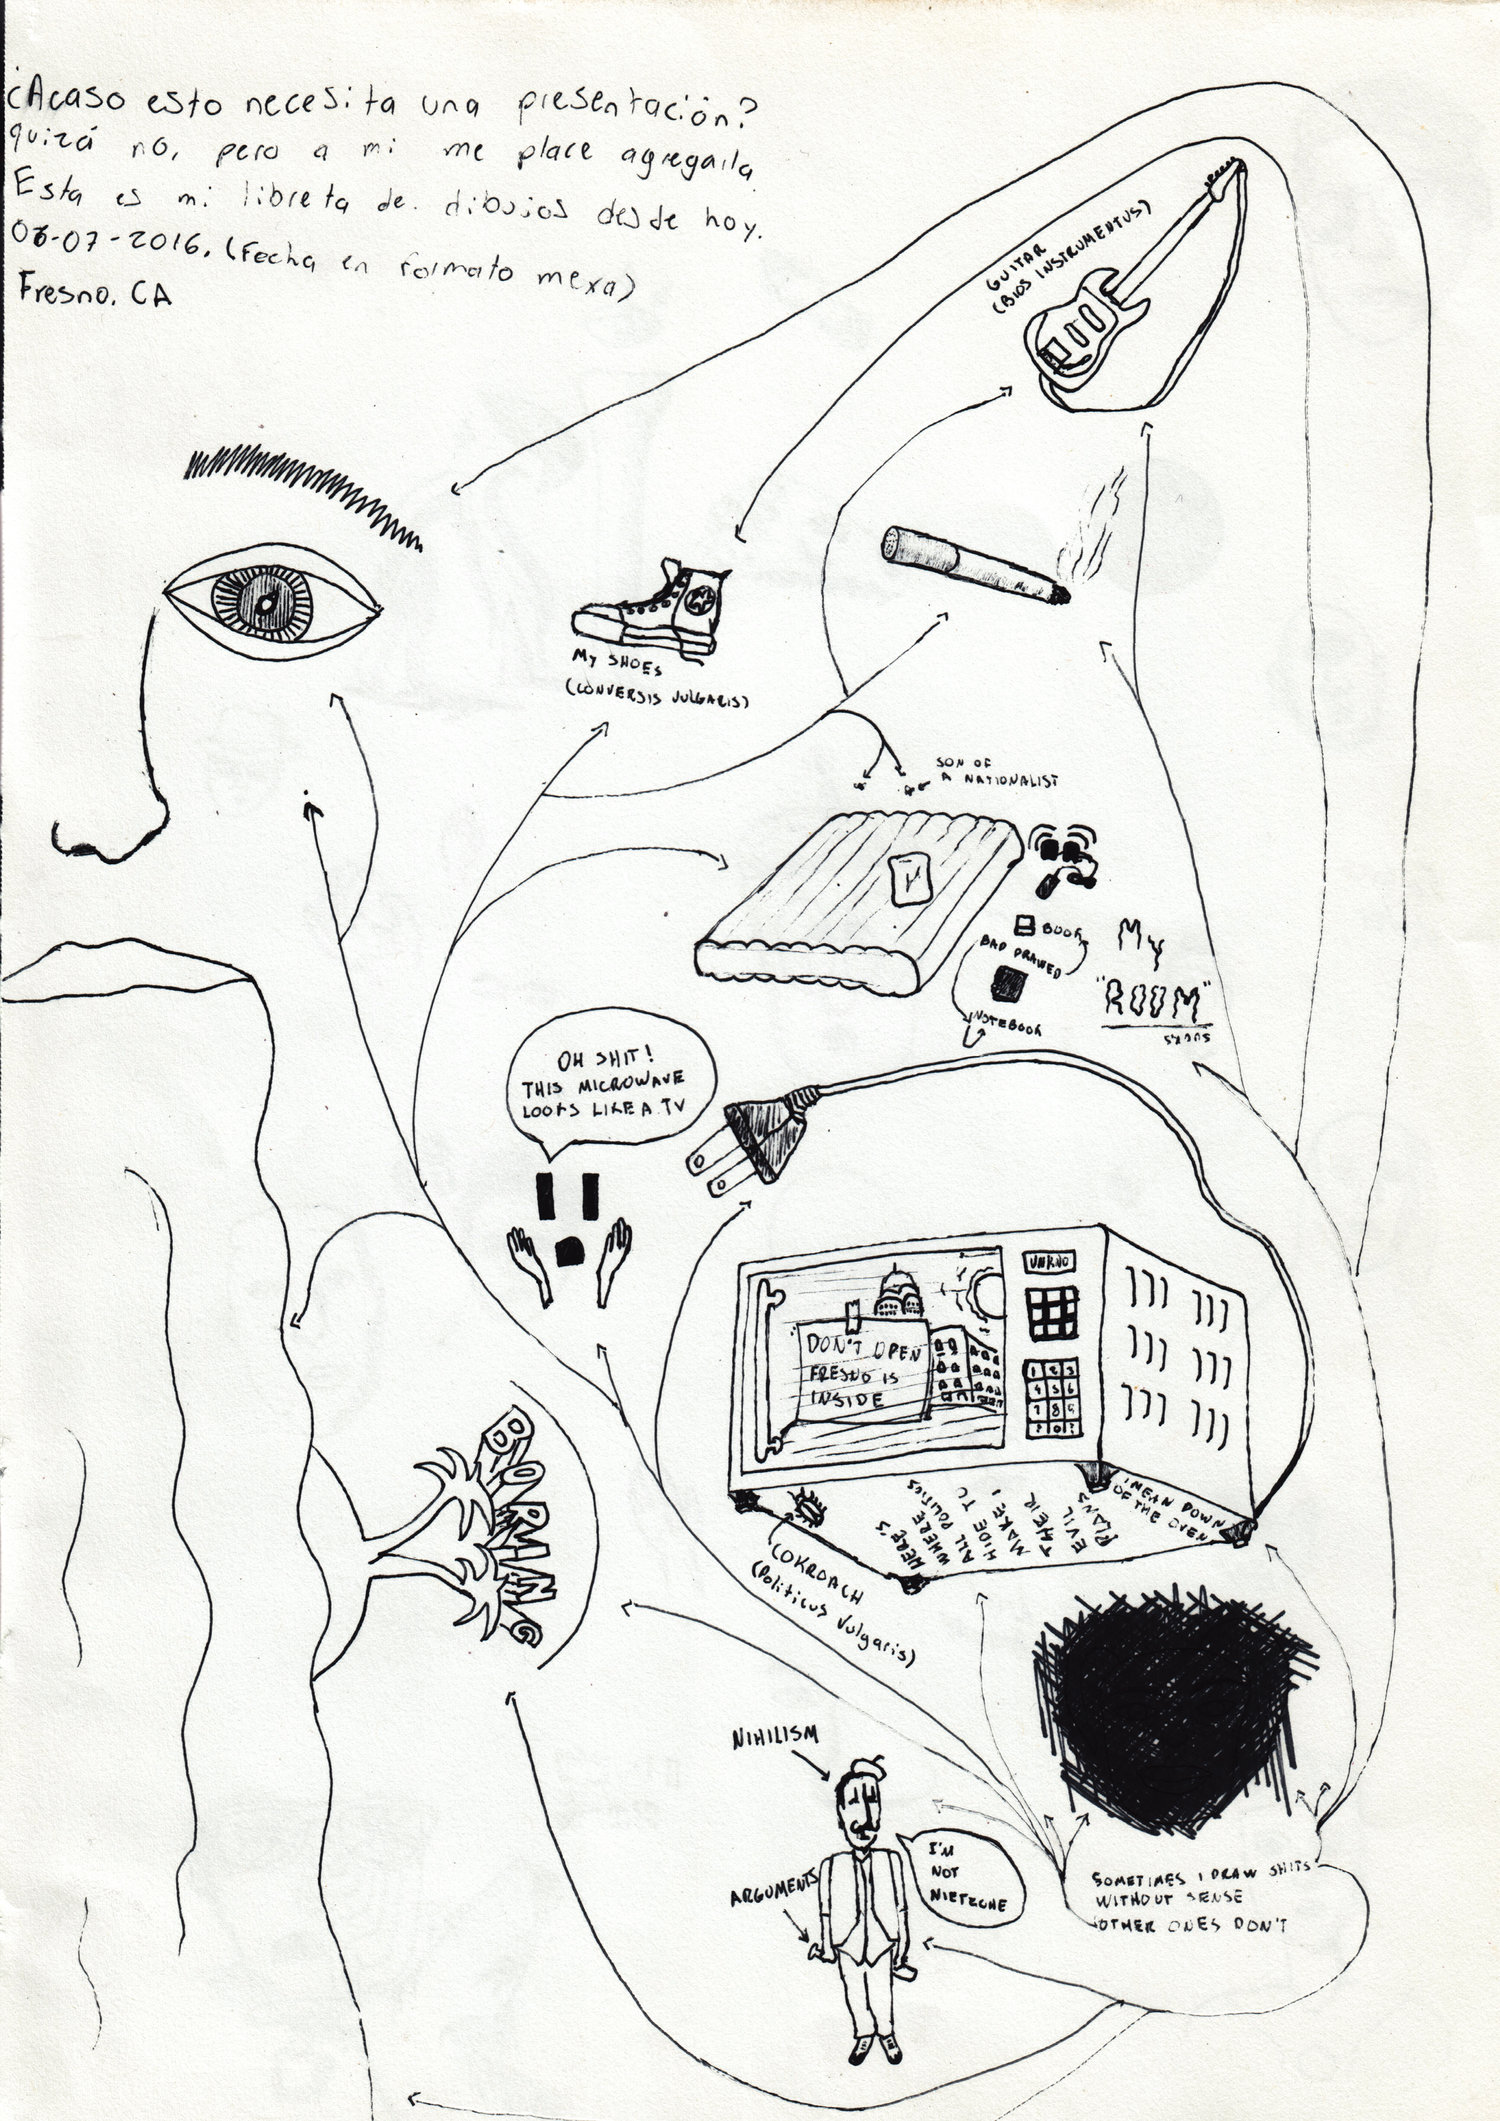 ¿Acaso esto necesita una presentación?
quizá no, pero a mi me place agregarla
Esta es mi libreta de dibujos desde hoy.
06-07-2016. (Fecha en formato mexa)
Fresno, CA
GUITAR
(BIOS INSTRUMENTUS)
MY SHOES
(CONVERSIS VULGARIS)
SON OF
A NATIONALIST
BOOK
BAD DRAWED
NOTEBOOK
MY
"ROOM"
SUCKS
OH SHIT!
THIS MICROWAVE
LOOKS LIKE A TV
UNKNO
DON'T OPEN
FRESNO IS
INSIDE
1 2 3
4 5 6
7 8 9
? 0 ?
HERE'S
WHERE
ALL POLITICS
HIDE TO
MAKE
THEIR
EVIL
PLANS
I MEAN DOWN
OF THE OVEN
COKROACH
(Politicus Vulgaris)
BOORMING
NIHILISM
ARGUMENTS
I'M
NOT
NIETZCHE
SOMETIMES I DRAW SHITS
WITHOUT SENSE
OTHER ONES DON'T